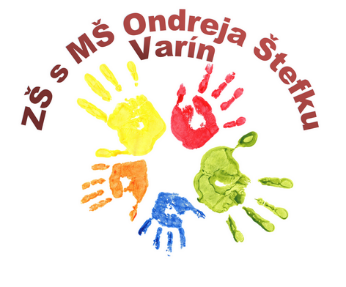 ZŠ s MŠ Ondreja Štefku
Varín